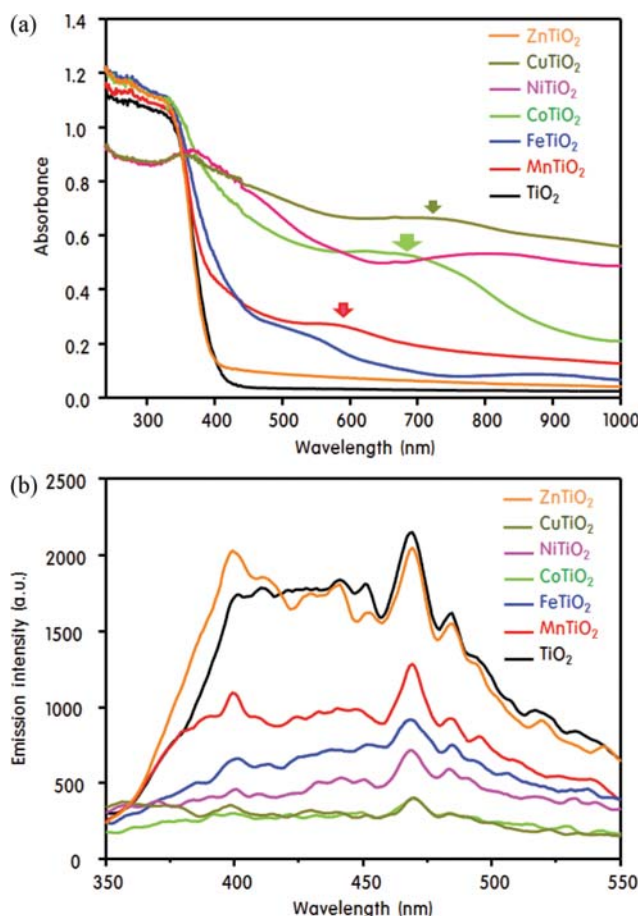 (a)
1.4
1.2
1.0
0.8
0.6
0.4
0.2
0.0
Absorbance
300 400 500 600 700 800 900 1000
Wavelength (nm)
ZnTiO₂
CuTiO₂
NiTiO₂
CoTiO₂
FeTiO₂
MnTiO₂
TiO₂
(b)
2500
2000
1500
1000
500
0
Emission intensity (a.u.)
350 400 450 500 550
Wavelength (nm)
ZnTiO₂
CuTiO₂
NiTiO₂
CoTiO₂
FeTiO₂
MnTiO₂
TiO₂